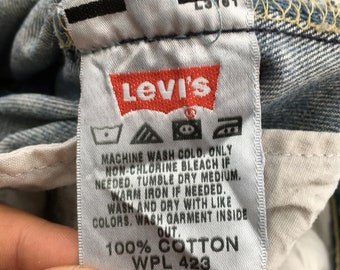 L3181
LEVI'S
MACHINE WASH COLD, ONLY
NON-CHLORINE BLEACH IF
NEEDED. TUMBLE DRY MEDIUM.
WARM IRON IF NEEDED.
WASH AND DRY WITH LIKE
COLORS. WASH GARMENT INSIDE
OUT.
100% COTTON
WPL 423